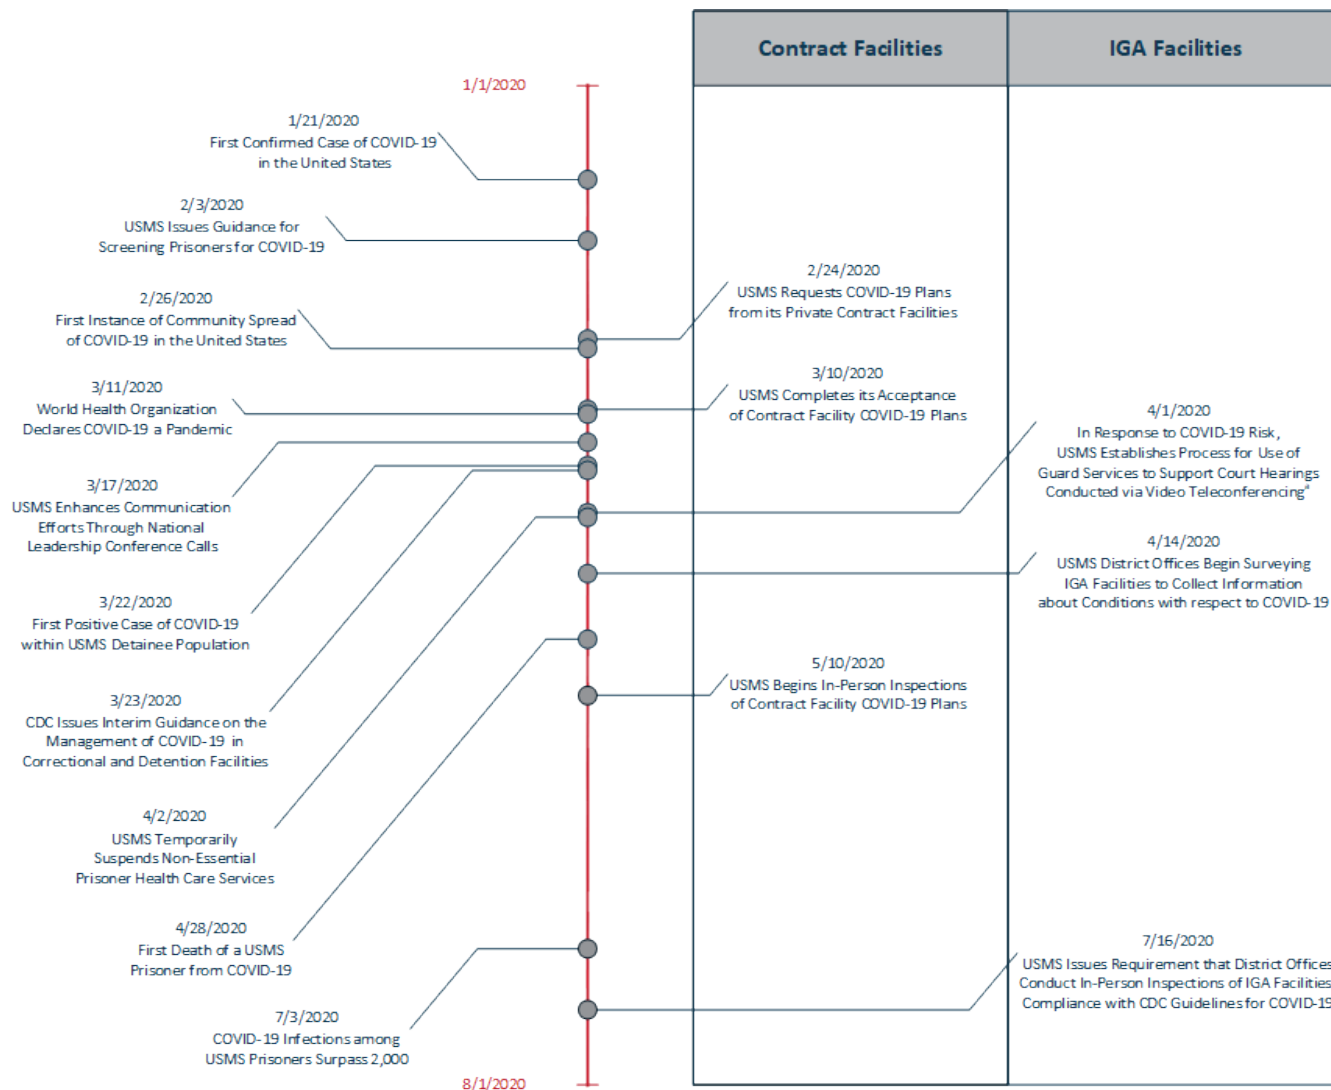 Contract Facilities
IGA Facilities
1/1/2020
1/21/2020
First Confirmed Case of COVID-19
in the United States
2/3/2020
USMS Issues Guidance for
Screening Prisoners for COVID-19
2/26/2020
First Instance of Community Spread
of COVID-19 in the United States
3/11/2020
World Health Organization
Declares COVID-19 a Pandemic
3/17/2020
USMS Enhances Communication
Efforts Through National
Leadership Conference Calls
3/22/2020
First Positive Case of COVID-19
within USMS Detainee Population
3/23/2020
CDC Issues Interim Guidance on the
Management of COVID-19 in
Correctional and Detention Facilities
4/2/2020
USMS Temporarily
Suspends Non-Essential
Prisoner Health Care Services
4/28/2020
First Death of a USMS
Prisoner from COVID-19
7/3/2020
COVID-19 Infections among
USMS Prisoners Surpass 2,000
8/1/2020
2/24/2020
USMS Requests COVID-19 Plans
from its Private Contract Facilities
3/10/2020
USMS Completes its Acceptance
of Contract Facility COVID-19 Plans
5/10/2020
USMS Begins In-Person Inspections
of Contract Facility COVID-19 Plans
4/1/2020
In Response to COVID-19 Risk,
USMS Establishes Process for Use of
Guard Services to Support Court Hearings
Conducted via Video Teleconferencingª
4/14/2020
USMS District Offices Begin Surveying
IGA Facilities to Collect Information
about Conditions with respect to COVID-19
7/16/2020
USMS Issues Requirement that District Offices
Conduct In-Person Inspections of IGA Facilities
Compliance with CDC Guidelines for COVID-19